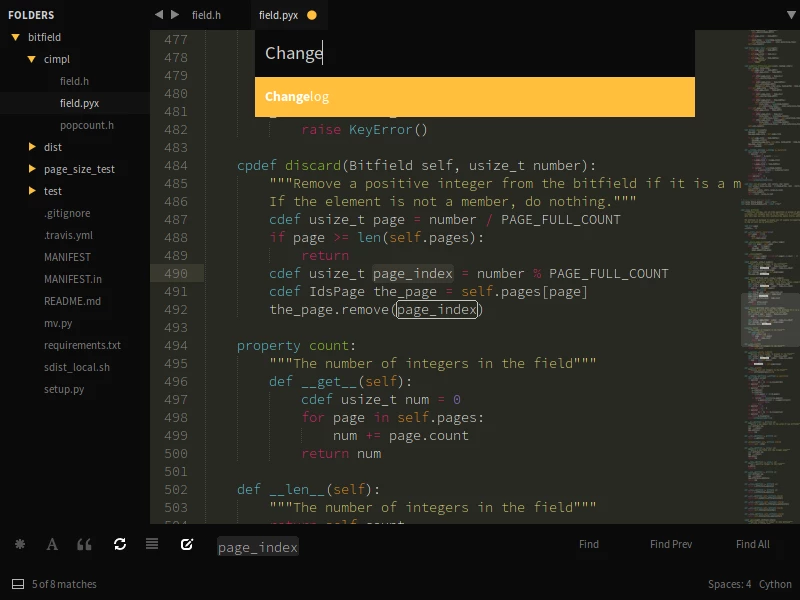 FOLDERS
bitfield
cimpl
field.h
field.pyx
popcount.h
dist
page_size_test
test
.gitignore
.travis.yml
MANIFEST
MANIFEST.in
README.md
mv.py
requirements.txt
sdist_local.sh
setup.py
field.h
field.pyx
Change
Changelog
477
478
479
480
481
482 raise KeyError()
483
484 cpdef discard(Bitfield self, usize_t number):
485 """Remove a positive integer from the bitfield if it is a m
486 If the element is not a member, do nothing."""
487 cdef usize_t page = number / PAGE_FULL_COUNT
488 if page >= len(self.pages):
489 return
490 cdef usize_t page_index = number % PAGE_FULL_COUNT
491 cdef IdsPage the_page = self.pages[page]
492 the_page.remove(page_index)
493
494 property count:
495 """The number of integers in the field"""
496 def __get__(self):
497 cdef usize_t num = 0
498 for page in self.pages:
499 num += page.count
500 return num
501
502 def __len__(self):
503 """The number of integers in the field"""
504 return self.count
page_index
Find
Find Prev
Find All
5 of 8 matches
Spaces: 4
Cython